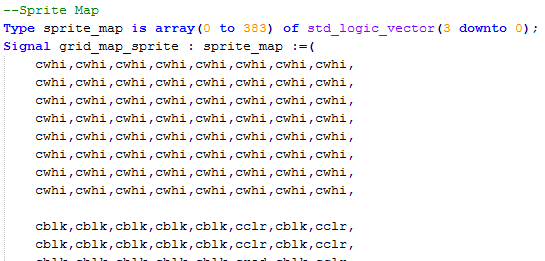 --Sprite Map
Type sprite_map is array(0 to 383) of std_logic_vector(3 downto 0);
Signal grid_map_sprite : sprite_map :=(
cwhi,cwhi,cwhi,cwhi,cwhi,cwhi,cwhi,cwhi,
cwhi,cwhi,cwhi,cwhi,cwhi,cwhi,cwhi,cwhi,
cwhi,cwhi,cwhi,cwhi,cwhi,cwhi,cwhi,cwhi,
cwhi,cwhi,cwhi,cwhi,cwhi,cwhi,cwhi,cwhi,
cwhi,cwhi,cwhi,cwhi,cwhi,cwhi,cwhi,cwhi,
cwhi,cwhi,cwhi,cwhi,cwhi,cwhi,cwhi,cwhi,
cwhi,cwhi,cwhi,cwhi,cwhi,cwhi,cwhi,cwhi,
cwhi,cwhi,cwhi,cwhi,cwhi,cwhi,cwhi,cwhi,
cblk,cblk,cblk,cblk,cblk,cclr,cblk,cclr,
cblk,cblk,cblk,cblk,cblk,cclr,cblk,cclr,